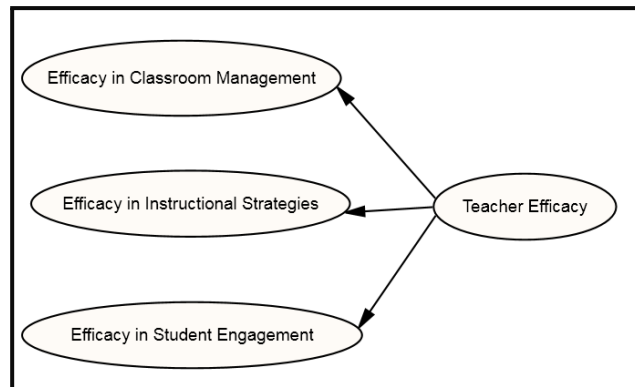 Efficacy in Classroom Management
Efficacy in Instructional Strategies
Teacher Efficacy
Efficacy in Student Engagement